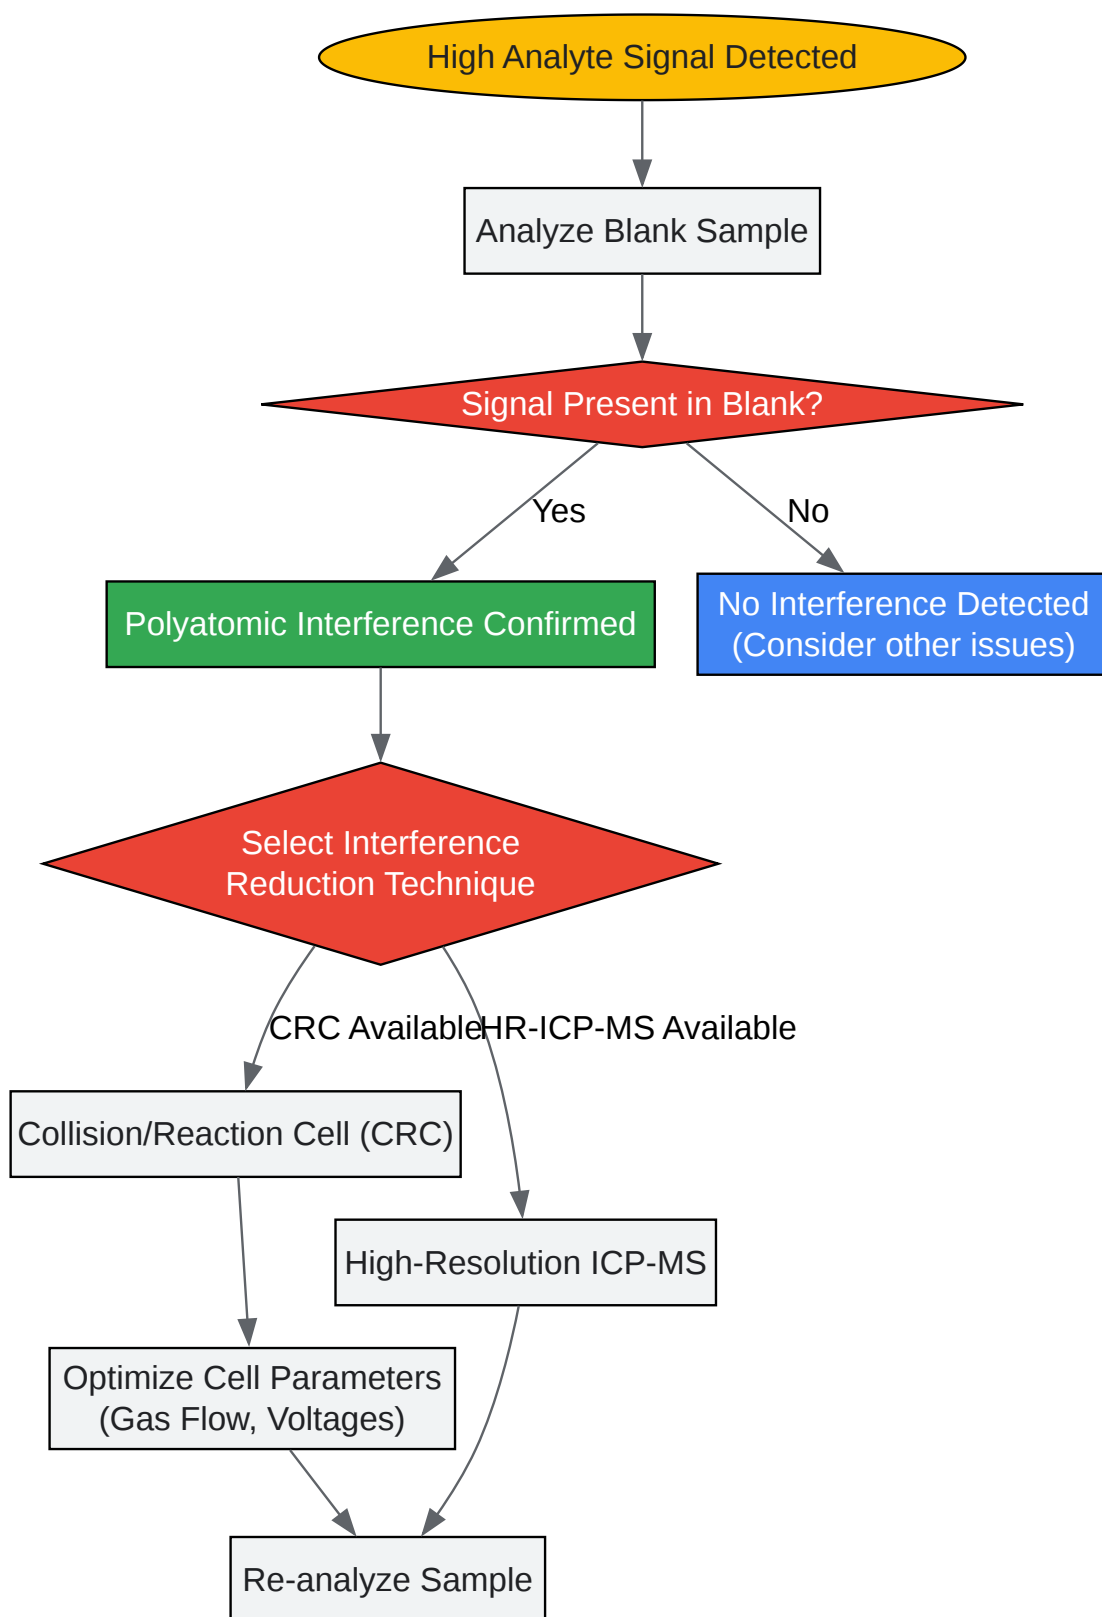 High Analyte Signal Detected
Analyze Blank Sample
Signal Present in Blank?
Yes
No
Polyatomic Interference Confirmed
No Interference Detected
(Consider other issues)
Select Interference
Reduction Technique
CRC Available
HR-ICP-MS Available
Collision/Reaction Cell (CRC)
High-Resolution ICP-MS
Optimize Cell Parameters
(Gas Flow, Voltages)
Re-analyze Sample